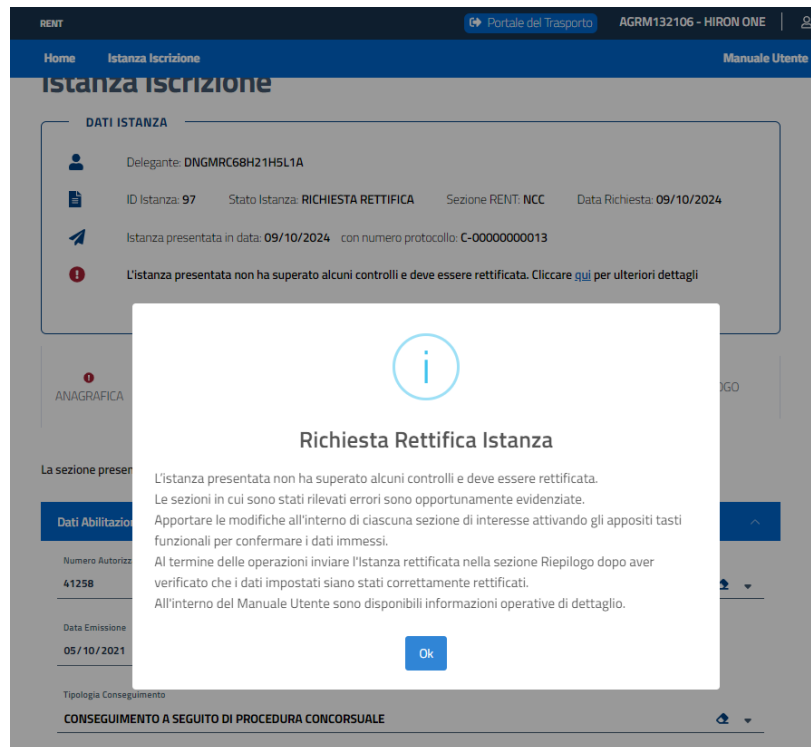 RENT
Portale del Trasporto
AGRM132106 - HIRON ONE
Home
Istanza Iscrizione
Manuale Utente
Istanza Iscrizione
DATI ISTANZA
Delegante: DNGMRC68H21H5L1A
ID Istanza: 97 Stato Istanza: RICHIESTA RETTIFICA Sezione RENT: NCC Data Richiesta: 09/10/2024
Istanza presentata in data: 09/10/2024 con numero protocollo: C-00000000013
L'istanza presentata non ha superato alcuni controlli e deve essere rettificata. Cliccare qui per ulteriori dettagli
ANAGRAFICA
OGO
Richiesta Rettifica Istanza
La sezione presen
L'istanza presentata non ha superato alcuni controlli e deve essere rettificata.
Le sezioni in cui sono stati rilevati errori sono opportunamente evidenziate.
Apportare le modifiche all'interno di ciascuna sezione di interesse attivando gli appositi tasti
funzionali per confermare i dati immessi.
Al termine delle operazioni inviare l'Istanza rettificata nella sezione Riepilogo dopo aver
verificato che i dati impostati siano stati correttamente rettificati.
All'interno del Manuale Utente sono disponibili informazioni operative di dettaglio.
Ok
Dati Abilitazion
Numero Autorizz
41258
Data Emissione
05/10/2021
Tipologia Conseguimento
CONSEGUIMENTO A SEGUITO DI PROCEDURA CONCORSUALE